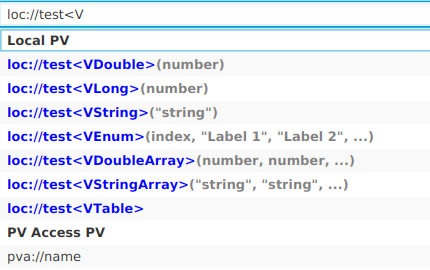 loc://test<V
Local PV
loc://test<VDouble>(number)
loc://test<VLong>(number)
loc://test<VString>("string")
loc://test<VEnum>(index, "Label 1", "Label 2", ...)
loc://test<VDoubleArray>(number, number, ...)
loc://test<VStringArray>("string", "string", ...)
loc://test<VTable>
PV Access PV
pva://name